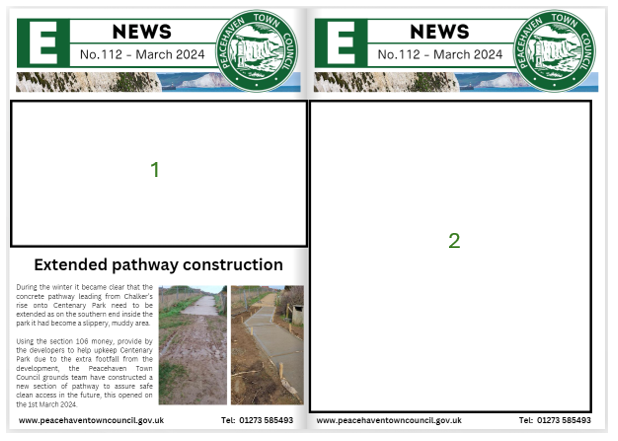 E NEWS
No.112 - March 2024
PEACEHAVEN TOWN COUNCIL
1
Extended pathway construction
During the winter it became clear that the
concrete pathway leading from Chalker's
rise onto Centenary Park need to be
extended as on the southern end inside the
park it had become a slippery, muddy area.
Using the section 106 money, provide by
the developers to help upkeep Centenary
Park due to the extra footfall from the
development, the Peacehaven Town
Council grounds team have constructed a
new section of pathway to assure safe
clean access in the future, this opened on
the 1st March 2024.
www.peacehaventowncouncil.gov.uk Tel: 01273 585493
E NEWS
No.112 - March 2024
PEACEHAVEN TOWN COUNCIL
2
www.peacehaventowncouncil.gov.uk Tel: 01273 585493